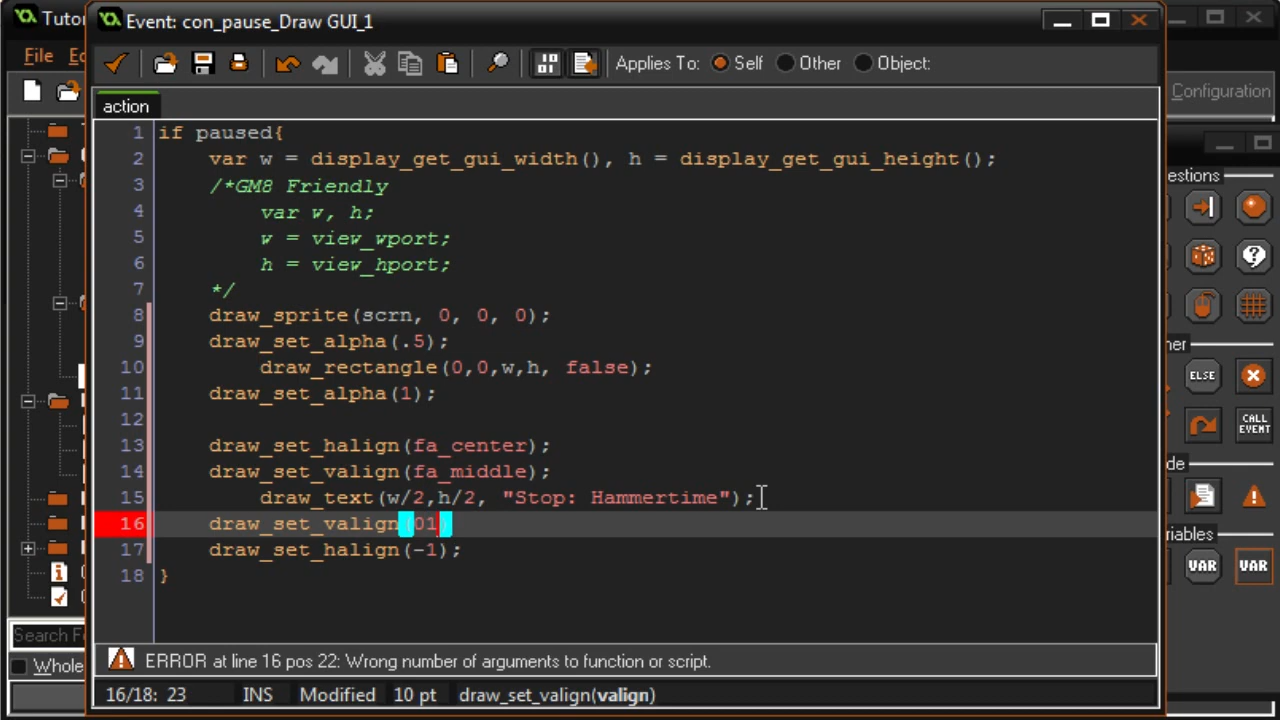 Tutor
Event: con_pause_Draw GUI_1
File
Applies To: Self Other Object:
Configuration
action
1 if paused{
2 var w = display_get_gui_width(), h = display_get_gui_height();
3 /*GM8 Friendly
4 var w, h;
5 w = view_wport;
6 h = view_hport;
7 */
8 draw_sprite(scrn, 0, 0, 0);
9 draw_set_alpha(.5);
10 draw_rectangle(0,0,w,h, false);
11 draw_set_alpha(1);
12
13 draw_set_halign(fa_center);
14 draw_set_valign(fa_middle);
15 draw_text(w/2,h/2, "Stop: Hammertime");
16 draw_set_valign(01)
17 draw_set_halign(-1);
18 }
estions
ELSE
CALL
EVENT
riables
VAR VAR
Search F
Whole
ERROR at line 16 pos 22: Wrong number of arguments to function or script.
16/18: 23 INS Modified 10 pt draw_set_valign(valign)